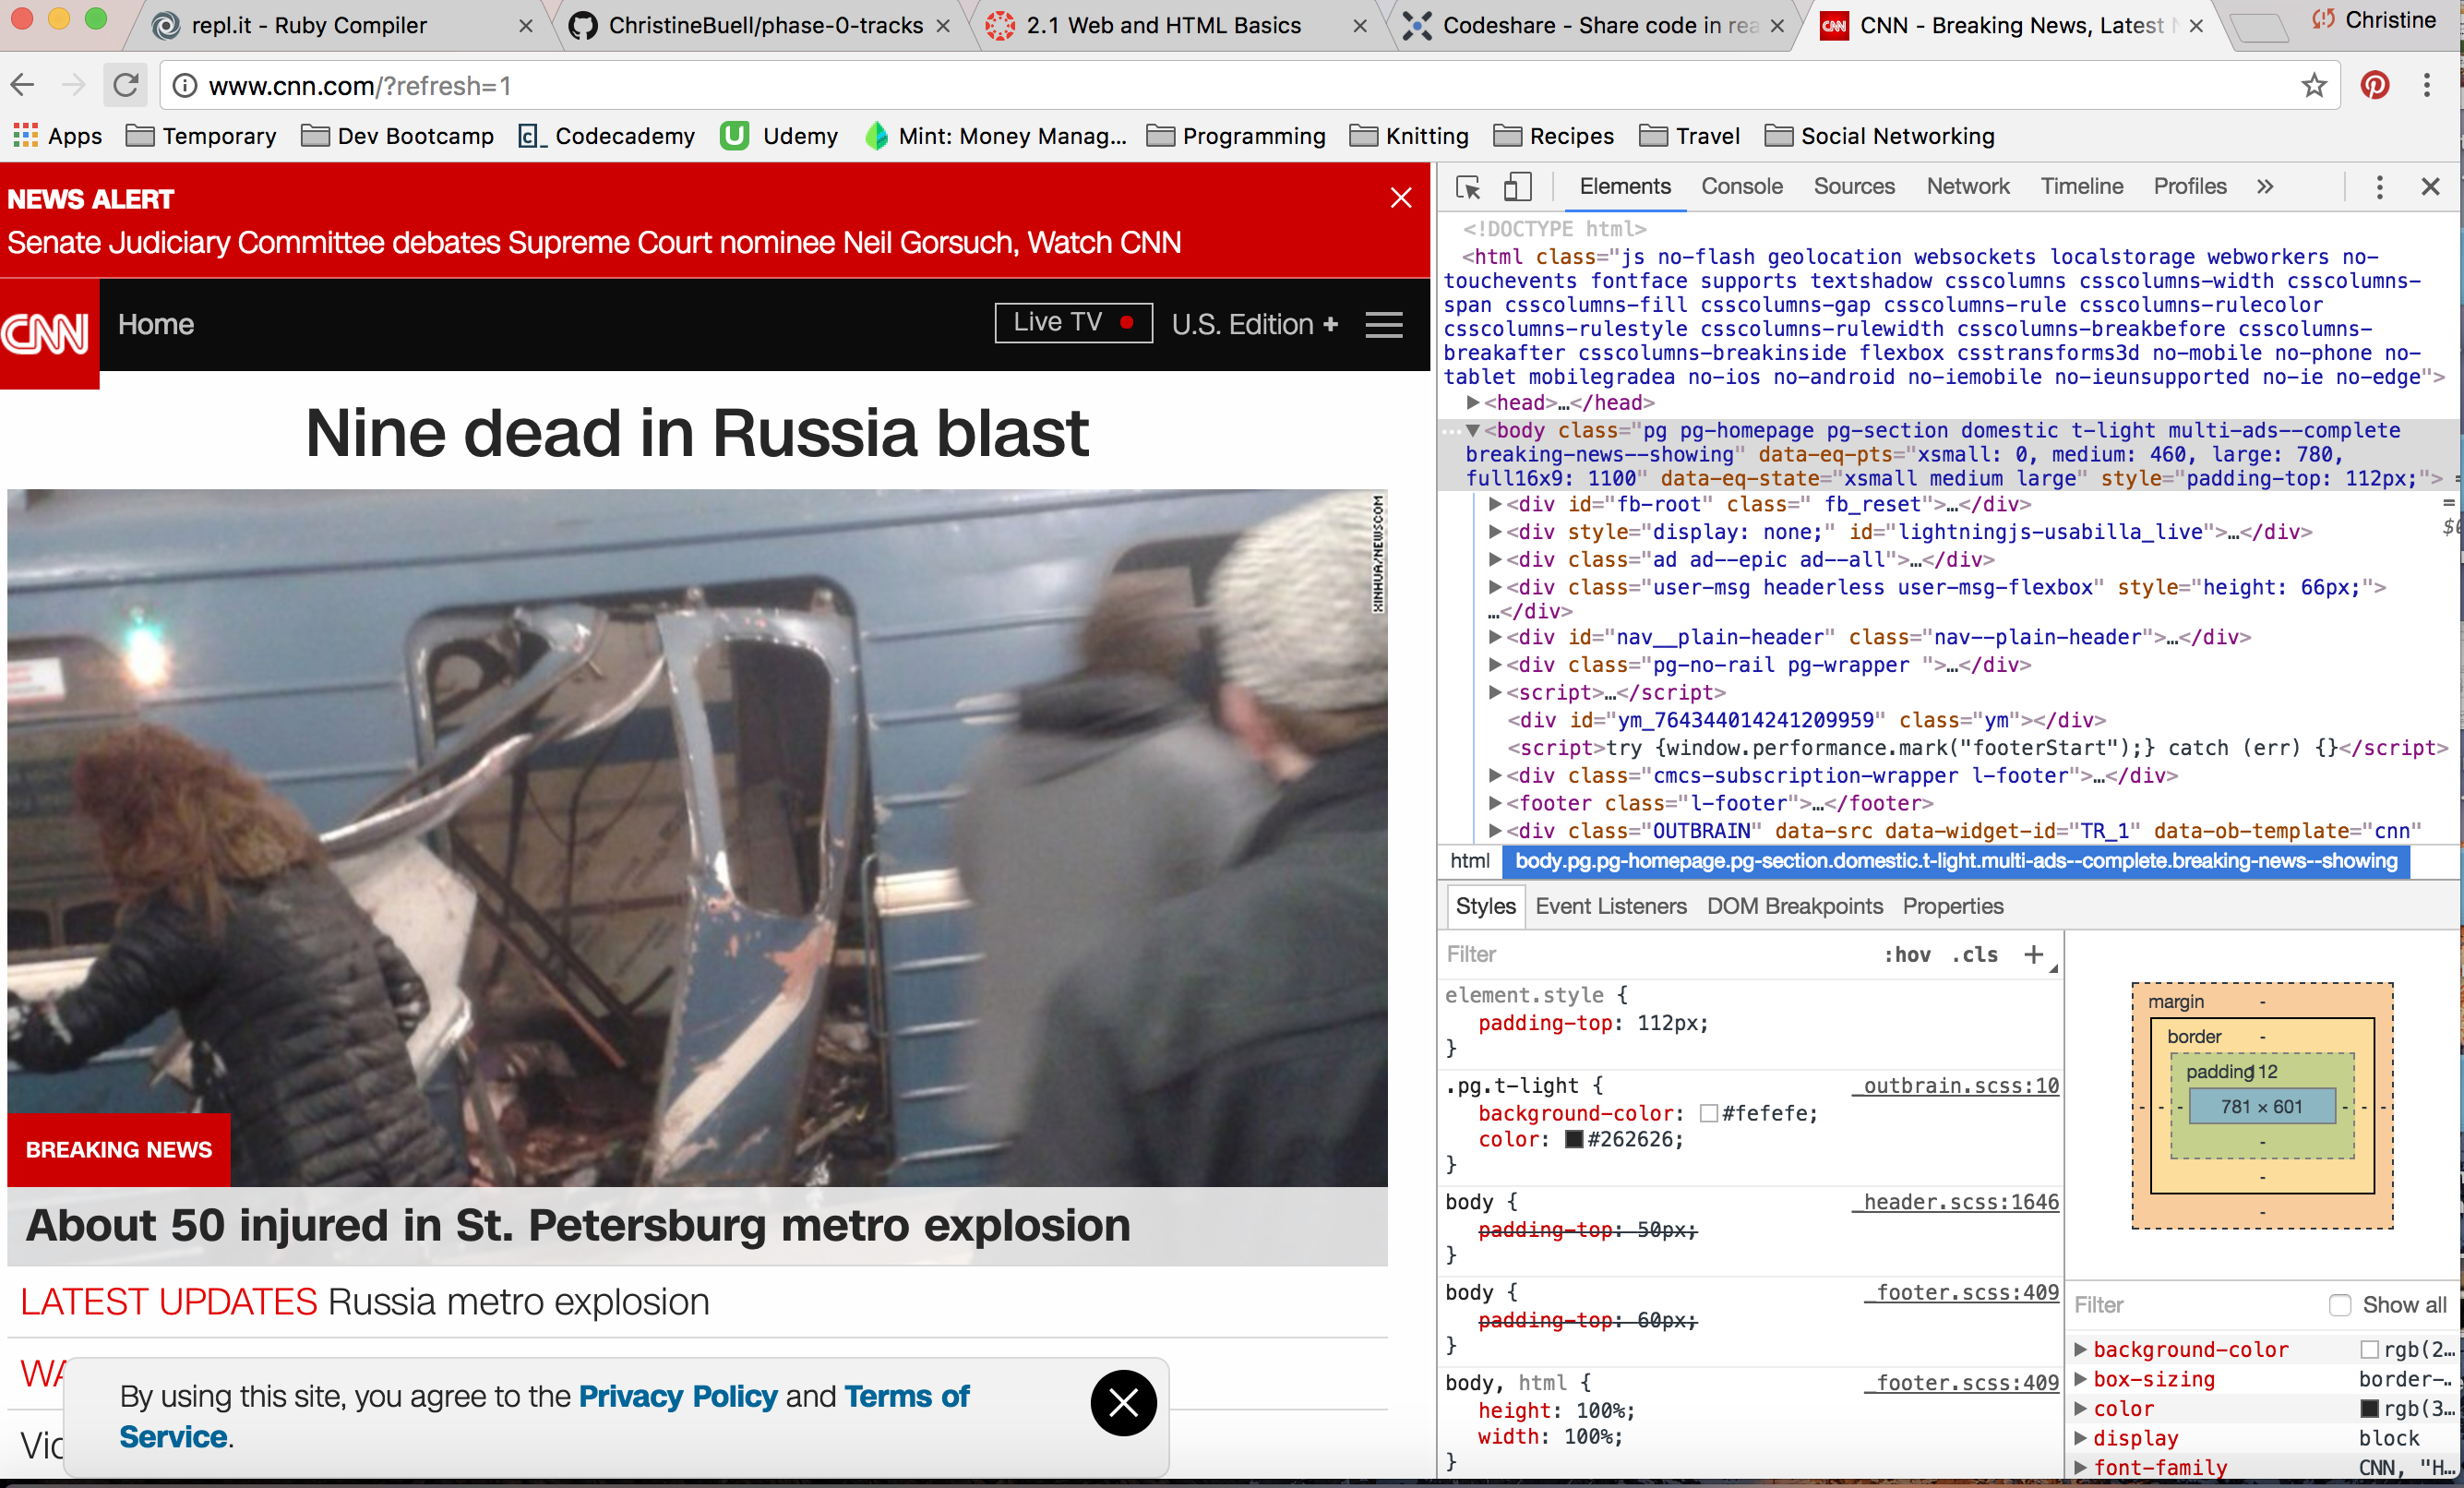 repl.it - Ruby Compiler
ChristineBuell/phase-0-tracks
2.1 Web and HTML Basics
Codeshare - Share code in rea
CNN CNN - Breaking News, Latest
Christine
www.cnn.com/?refresh=1
Apps Temporary Dev Bootcamp Codecademy Udemy Mint: Money Manag... Programming Knitting Recipes Travel Social Networking
NEWS ALERT
Senate Judiciary Committee debates Supreme Court nominee Neil Gorsuch, Watch CNN
CNN Home Live TV U.S. Edition +
Nine dead in Russia blast
XINHUA/NEWSCOM
BREAKING NEWS
About 50 injured in St. Petersburg metro explosion
LATEST UPDATES Russia metro explosion
By using this site, you agree to the Privacy Policy and Terms of
Service.
Elements Console Sources Network Timeline Profiles »
<!DOCTYPE html>
<html class="js no-flash geolocation websockets localstorage webworkers no-
touchevents fontface supports textshadow csscolumns csscolumns-width csscolumns-
span csscolumns-fill csscolumns-gap csscolumns-rule csscolumns-rulecolor
csscolumns-rulestyle csscolumns-rulewidth csscolumns-breakbefore csscolumns-
breakafter csscolumns-breakinside flexbox csstransforms3d no-mobile no-phone no-
tablet mobilegradea no-ios no-android no-iemobile no-ieunsupported no-ie no-edge">
<head>…</head>
<body class="pg pg-homepage pg-section domestic t-light multi-ads--complete
breaking-news--showing" data-eq-pts="xsmall: 0, medium: 460, large: 780,
full16x9: 1100" data-eq-state="xsmall medium large" style="padding-top: 112px;">
<div id="fb-root" class=" fb_reset">…</div>
<div style="display: none;" id="lightningjs-usabilla_live">…</div>
<div class="ad ad--epic ad--all">…</div>
<div class="user-msg headerless user-msg-flexbox" style="height: 66px;">
…</div>
<div id="nav__plain-header" class="nav--plain-header">…</div>
<div class="pg-no-rail pg-wrapper ">…</div>
<script>…</script>
<div id="ym_764344014241209959" class="ym"></div>
<script>try {window.performance.mark("footerStart");} catch (err) {}</script>
<div class="cmcs-subscription-wrapper l-footer">…</div>
<footer class="l-footer">…</footer>
<div class="OUTBRAIN" data-src data-widget-id="TR_1" data-ob-template="cnn"
html body.pg.pg-homepage.pg-section.domestic.t-light.multi-ads--complete.breaking-news--showing
Styles Event Listeners DOM Breakpoints Properties
Filter :hov .cls +
element.style {
padding-top: 112px;
}
.pg.t-light { _outbrain.scss:10
background-color: #fefefe;
color: #262626;
}
body { _header.scss:1646
padding-top: 50px;
}
body { _footer.scss:409
padding-top: 60px;
}
body, html { _footer.scss:409
height: 100%;
width: 100%;
}
margin -
border -
padding 112
- - - 781 × 601 - - -
-
-
-
Filter Show all
background-color rgb(2…
box-sizing border-…
color rgb(3…
display block
font-family CNN, "H…